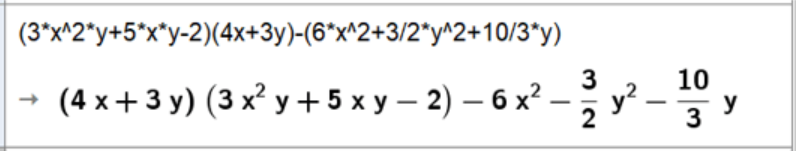 (3*x^2*y+5*x*y-2)(4x+3y)-(6*x^2+3/2*y^2+10/3*y)
→ (4 x + 3 y) (3 x² y + 5 x y − 2) − 6 x² − 3/2 y² − 10/3 y